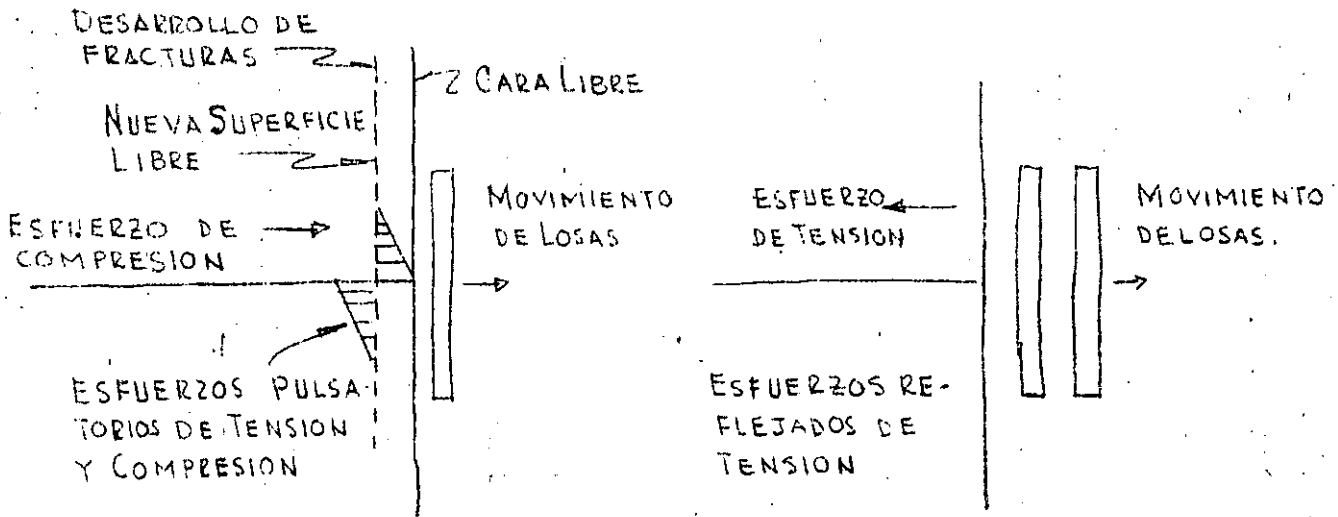 DESARROLLO DE
FRACTURAS
CARA LIBRE
NUEVA SUPERFICIE
LIBRE
ESFUERZO DE
COMPRESION
MOVIMIENTO
DE LOSAS
ESFUERZOS PULSA-
TORIOS DE TENSION
Y COMPRESION
ESFUERZO
DE TENSION
MOVIMIENTO
DE LOSAS.
ESFUERZOS RE-
FLEJADOS DE
TENSION